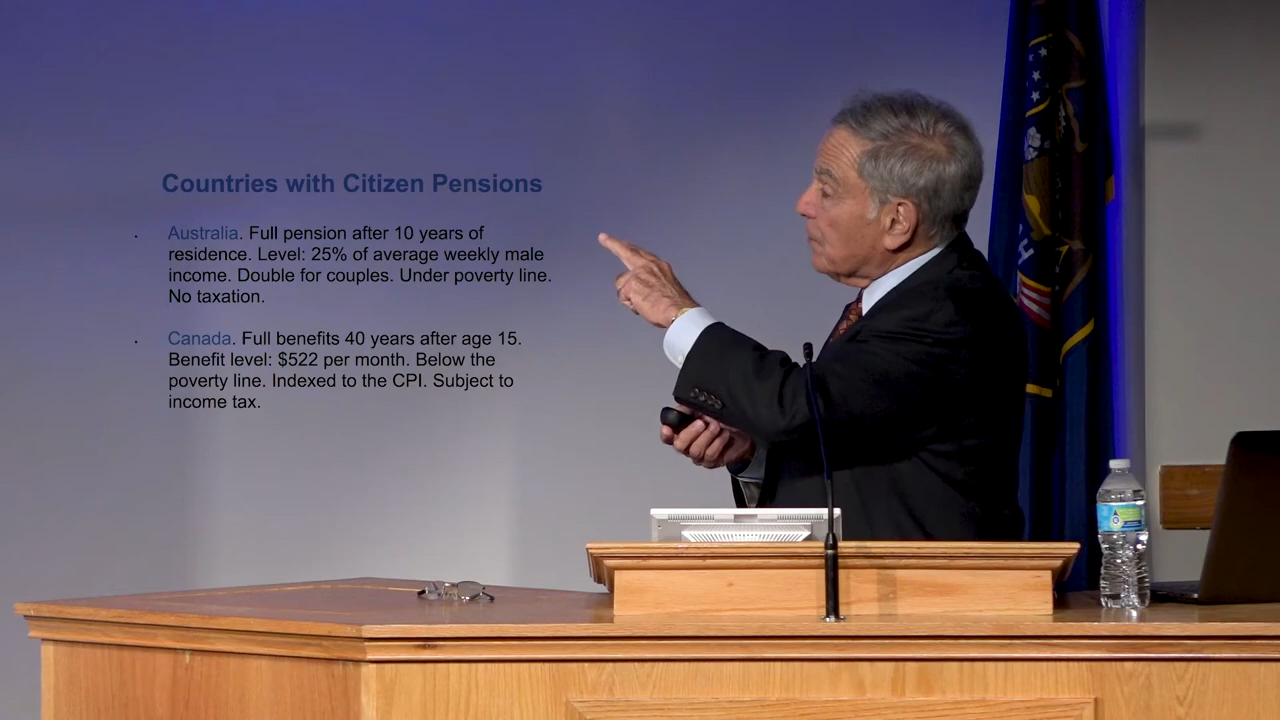 Countries with Citizen Pensions
Australia. Full pension after 10 years of
residence. Level: 25% of average weekly male
income. Double for couples. Under poverty line.
No taxation.
Canada. Full benefits 40 years after age 15.
Benefit level: $522 per month. Below the
poverty line. Indexed to the CPI. Subject to
income tax.